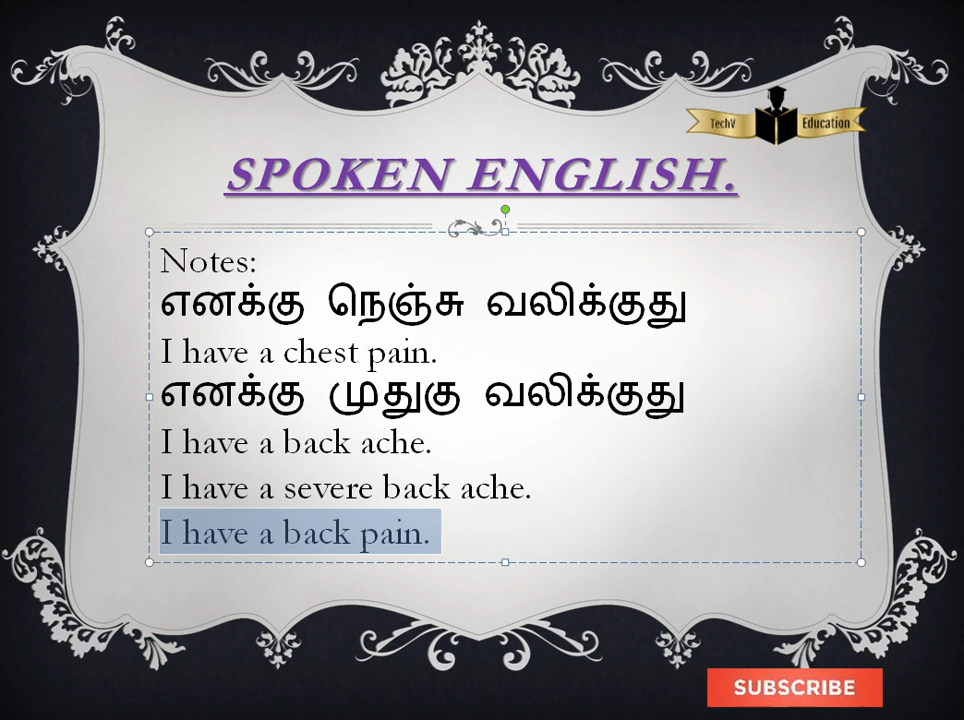 TechV Education
SPOKEN ENGLISH.
Notes:
எனக்கு நெஞ்சு வலிக்குது
I have a chest pain.
எனக்கு முதுகு வலிக்குது
I have a back ache.
I have a severe back ache.
I have a back pain.
SUBSCRIBE